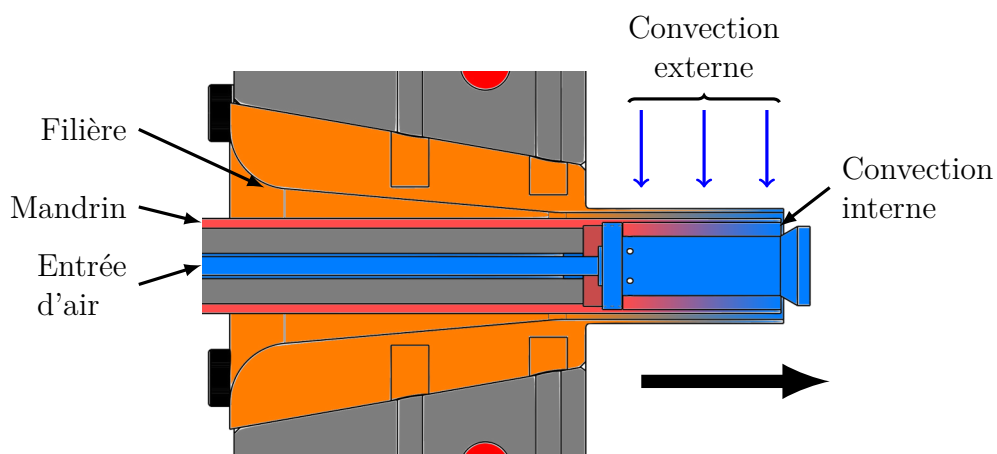 Convection
externe
Filière
Convection
interne
Mandrin
Entrée
d'air